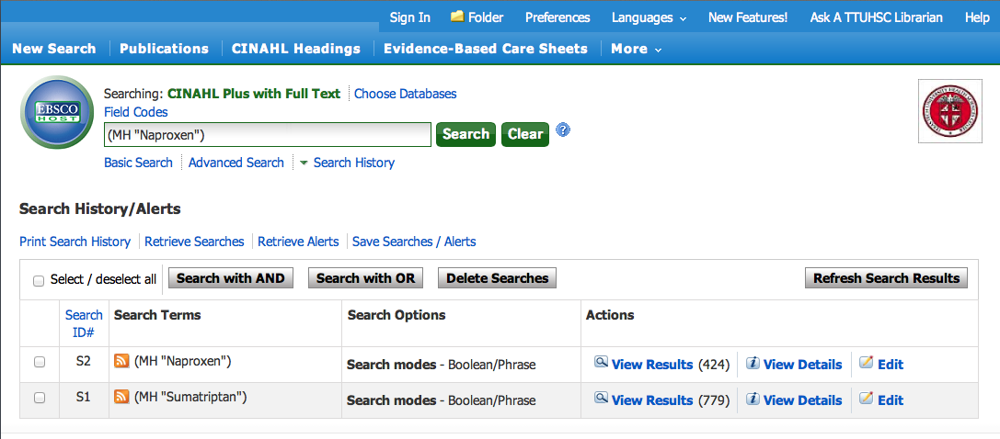 Sign In Folder Preferences Languages New Features! Ask A TTUHSC Librarian Help
New Search Publications CINAHL Headings Evidence-Based Care Sheets More
Searching: CINAHL Plus with Full Text Choose Databases
Field Codes
EBSCO
HOST
(MH "Naproxen") Search Clear ?
Basic Search Advanced Search Search History
Search History/Alerts
Print Search History Retrieve Searches Retrieve Alerts Save Searches / Alerts
Select / deselect all Search with AND Search with OR Delete Searches Refresh Search Results
Search ID# Search Terms Search Options Actions
S2 (MH "Naproxen") Search modes - Boolean/Phrase View Results (424) View Details Edit
S1 (MH "Sumatriptan") Search modes - Boolean/Phrase View Results (779) View Details Edit